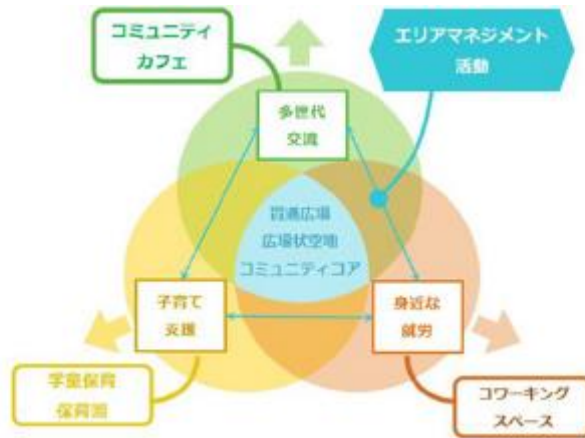 コミュニティ
カフェ
エリアマネジメント
活動
多世代
交流
貫通広場
広場状空地
コミュニティコア
子育て
支援
身近な
就労
学童保育
保育園
コワーキング
スペース